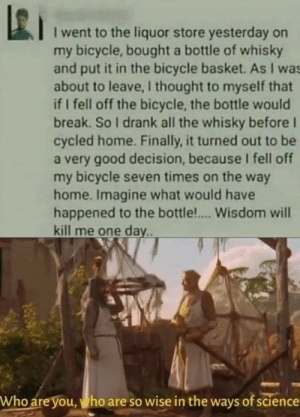 I went to the liquor store yesterday on
my bicycle, bought a bottle of whisky
and put it in the bicycle basket. As I was
about to leave, I thought to myself that
if I fell off the bicycle, the bottle would
break. So I drank all the whisky before I
cycled home. Finally, it turned out to be
a very good decision, because I fell off
my bicycle seven times on the way
home. Imagine what would have
happened to the bottle!.... Wisdom will
kill me one day..
Who are you, who are so wise in the ways of science